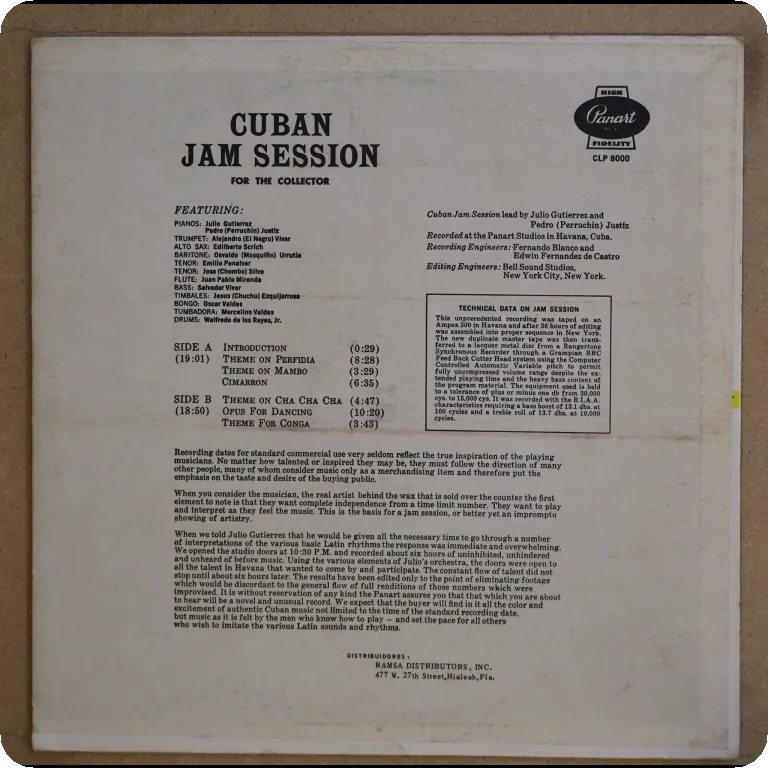 CUBAN
JAM SESSION
FOR THE COLLECTOR
HIGH
Panart
FIDELITY
CLP 8000
FEATURING:
PIANOS: Julio Gutierrez
Pedro (Perruchin) Justiz
TRUMPET: Alejandro (El Negro) Vivar
ALTO SAX: Edilberto Scrich
BARITONE: Osvaldo (Mosquifin) Urrutia
TENOR: Emilio Penalver
TENOR: Jose (Chombo) Silva
FLUTE: Juan Pablo Miranda
BASS: Salvador Vivar
TIMBALES: Jesus (Chuchu) Ezquijarrosa
BONGO: Oscar Valdes
TUMBADORA: Marcelino Valdes
DRUMS: Walfredo de los Reyes, Jr.
SIDE A INTRODUCTION (0:29)
(19:01) THEME ON PERFIDIA (8:28)
THEME ON MAMBO (3:29)
CIMARRON (6:35)
SIDE B THEME ON CHA CHA CHA (4:47)
(18:50) OPUS FOR DANCING (10:20)
THEME FOR CONGA (3:43)
Cuban Jam Session lead by Julio Gutierrez and
Pedro (Perruchin) Justiz
Recorded at the Panart Studios in Havana, Cuba.
Recording Engineers: Fernando Blanco and
Edwin Fernandez de Castro
Editing Engineers: Bell Sound Studios,
New York City, New York.
TECHNICAL DATA ON JAM SESSION
This unprecedented recording was taped on an
Ampex 300 in Havana and after 36 hours of editing
was assembled into proper sequence in New York.
The new duplicate master tape was then trans-
ferred to a lacquer metal disc from a Rangertone
Synchronous Recorder through a Grampian BBC
Feed Back Cutter Head system using the Computer
Controlled Automatic Variable pitch to permit
fully uncompressed volume range despite the ex-
tended playing time and the heavy bass content of
the program material. The equipment used is held
to a tolerance of plus or minus one db from 30,000
cys. to 15,000 cys. It was recorded with the R.I.A.A.
characteristics requiring a bass boost of 13.1 dbs. at
100 cycles and a treble roll of 13.7 dbs. at 10,000
cycles.
Recording dates for standard commercial use very seldom reflect the true inspiration of the playing
musicians. No matter how talented or inspired they may be, they must follow the direction of many
other people, many of whom consider music only as a merchandising item and therefore put the
emphasis on the taste and desire of the buying public.
When you consider the musician, the real artist behind the wax that is sold over the counter the first
element to note is that they want complete independence from a time limit number. They want to play
and interpret as they feel the music. This is the basis for a jam session, or better yet an impromptu
showing of artistry.
When we told Julio Gutierrez that he would be given all the necessary time to go through a number
of interpretations of the various basic Latin rhythms the response was immediate and overwhelming.
We opened the studio doors at 10:30 P.M. and recorded about six hours of uninhibited, unhindered
and unheard of before music. Using the various elements of Julio's orchestra, the doors were open to
all the talent in Havana that wanted to come by and participate. The constant flow of talent did not
stop until about six hours later. The results have been edited only to the point of eliminating footage
which would be discordant to the general flow of full renditions of those numbers which were
improvised. It is without reservation of any kind the Panart assures you that that which you are about
to hear will be a novel and unusual record. We expect that the buyer will find in it all the color and
excitement of authentic Cuban music not limited to the time of the standard recording date,
but music as it is felt by the men who know how to play — and set the pace for all others
who wish to imitate the various Latin sounds and rhythms.
DISTRIBUIDORES:
RAMSA DISTRIBUTORS, INC.
477 W. 27th Street, Hialeah, Fla.